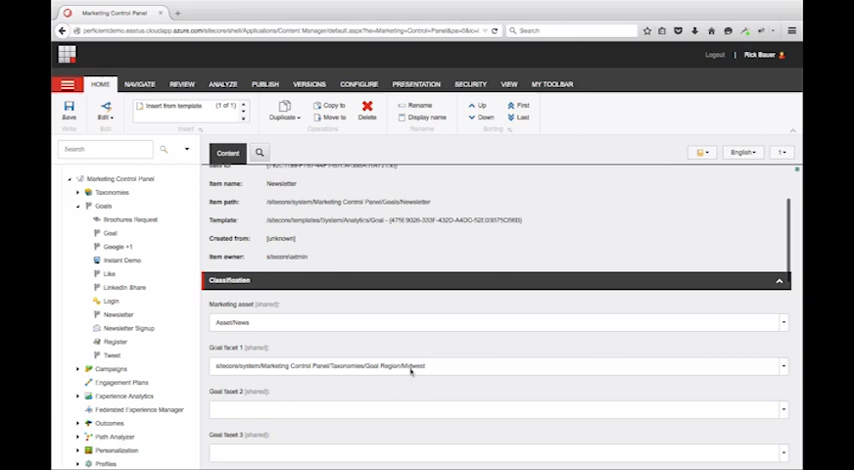 Marketing Control Panel
perficientdemo.eastus.cloudapp.azure.com/sitecore/shell/Applications/Content Manager/default.aspx?he=Marketing+Control+Panel&pa=0&ic=
Search
Logout | Rick Bauer
HOME NAVIGATE REVIEW ANALYZE PUBLISH VERSIONS CONFIGURE PRESENTATION SECURITY VIEW MY TOOLBAR
Insert from template (1 of 1) Copy to Rename Up First
Save Edit Duplicate Move to Delete Display name Down Last
Write Edit Insert Operations Rename Sorting
Search Content English 1
Marketing Control Panel
Taxonomies
Goals
Brochures Request
Goal
Google +1
Instant Demo
Like
LinkedIn Share
Login
Newsletter
Newsletter Signup
Register
Tweet
Campaigns
Engagement Plans
Experience Analytics
Federated Experience Manager
Outcomes
Path Analyzer
Personalization
Profiles
Item name: Newsletter
Item path: /sitecore/system/Marketing Control Panel/Goals/Newsletter
Template: /sitecore/templates/System/Analytics/Goal
Created from: [unknown]
Item owner: sitecore\admin
Classification
Marketing asset [shared]:
Asset/News
Goal facet 1 [shared]:
sitecore/system/Marketing Control Panel/Taxonomies/Goal Region/Midwest
Goal facet 2 [shared]:
Goal facet 3 [shared]: